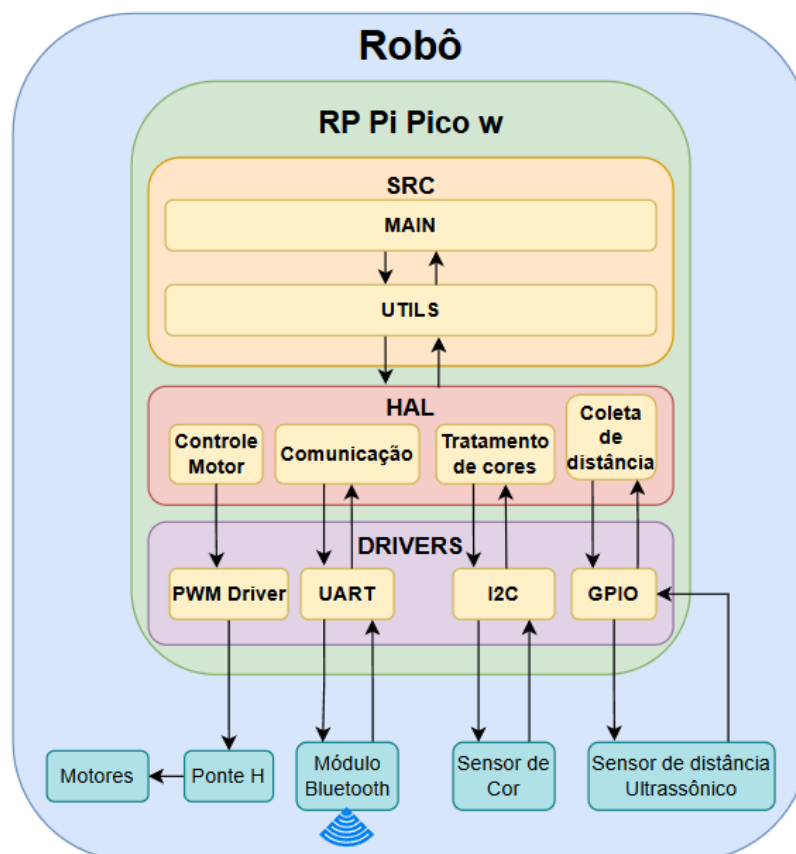 Robô
RP Pi Pico w
SRC
MAIN
UTILS
HAL
Controle
Motor
Comunicação
Tratamento
de cores
Coleta
de
distância
DRIVERS
PWM Driver
UART
I2C
GPIO
Motores
Ponte H
Módulo
Bluetooth
Sensor de
Cor
Sensor de distância
Ultrassônico